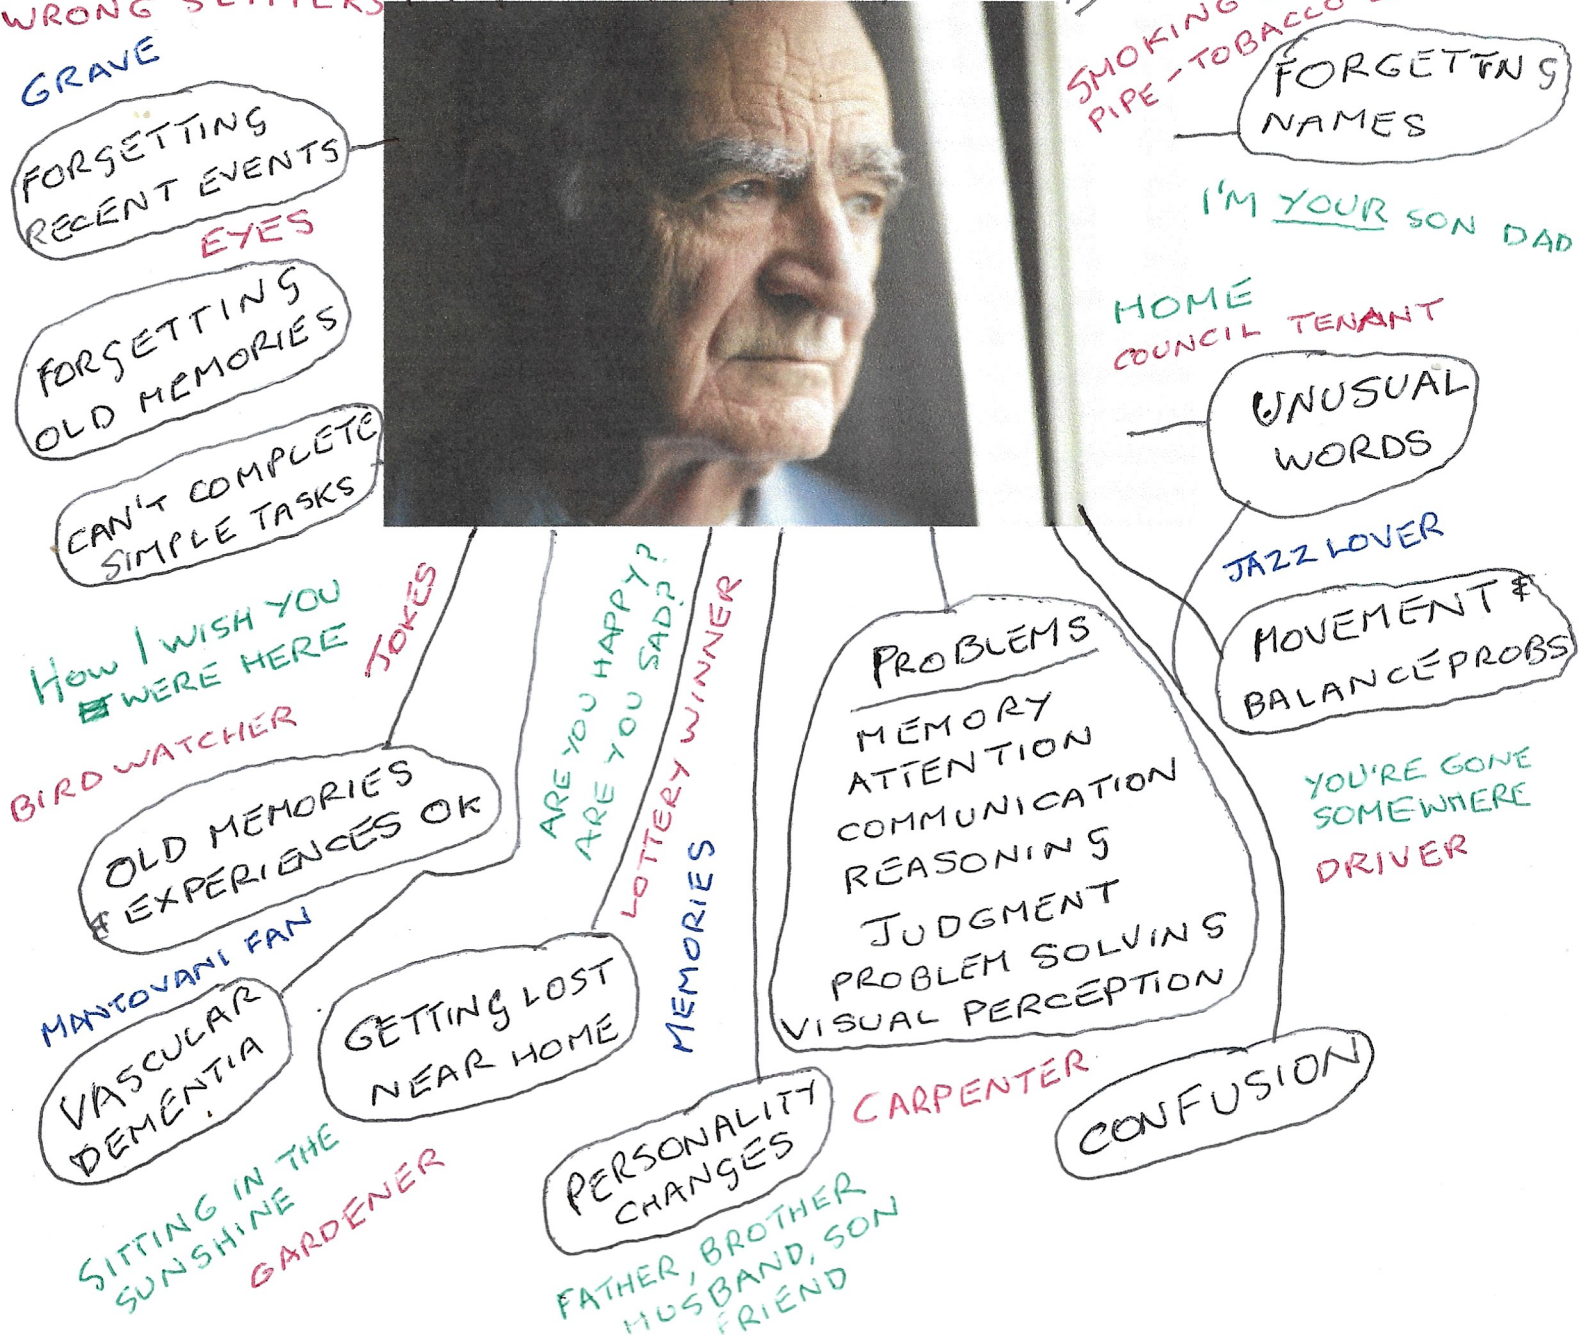 WRONG SLIPPERS
GRAVE
FORGETTING
RECENT EVENTS
EYES
FORGETTING
OLD MEMORIES
CAN'T COMPLETE
SIMPLE TASKS
HOW I WISH YOU
WERE HERE
JOKES
BIRDWATCHER
OLD MEMORIES
& EXPERIENCES OK
MANTOVANI FAN
VASCULAR
DEMENTIA
SITTING IN THE
SUNSHINE
GARDENER
GETTING LOST
NEAR HOME
ARE YOU HAPPY?
ARE YOU SAD?
LOTTERY WINNER
MEMORIES
PERSONALITY
CHANGES
FATHER, BROTHER
HUSBAND, SON
FRIEND
PROBLEMS
MEMORY
ATTENTION
COMMUNICATION
REASONING
JUDGMENT
PROBLEM SOLVING
VISUAL PERCEPTION
CARPENTER
CONFUSION
SMOKING
PIPE - TOBACCO
FORGETTING
NAMES
I'M YOUR SON DAD
HOME
COUNCIL TENANT
UNUSUAL
WORDS
JAZZ LOVER
MOVEMENT &
BALANCE PROBS
YOU'RE GONE
SOMEWHERE
DRIVER